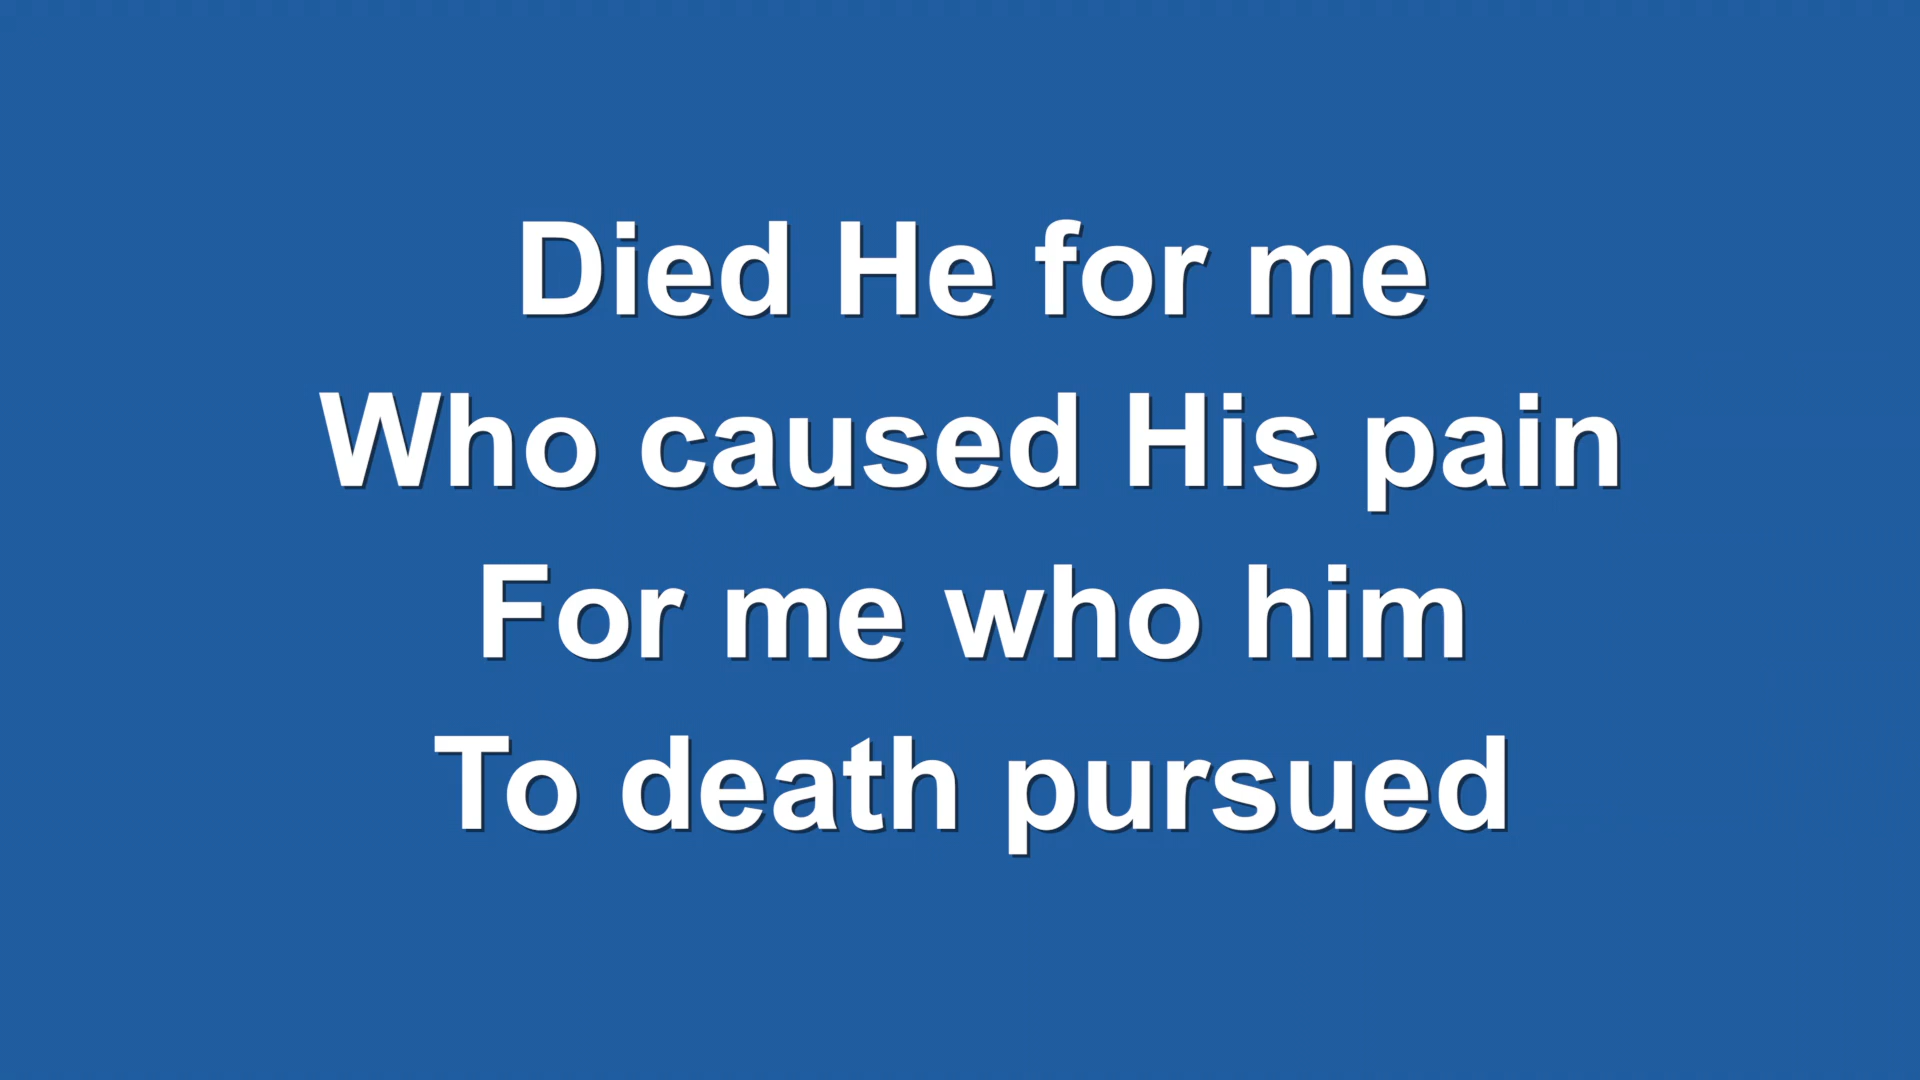 Died He for me
Who caused His pain
For me who him
To death pursued